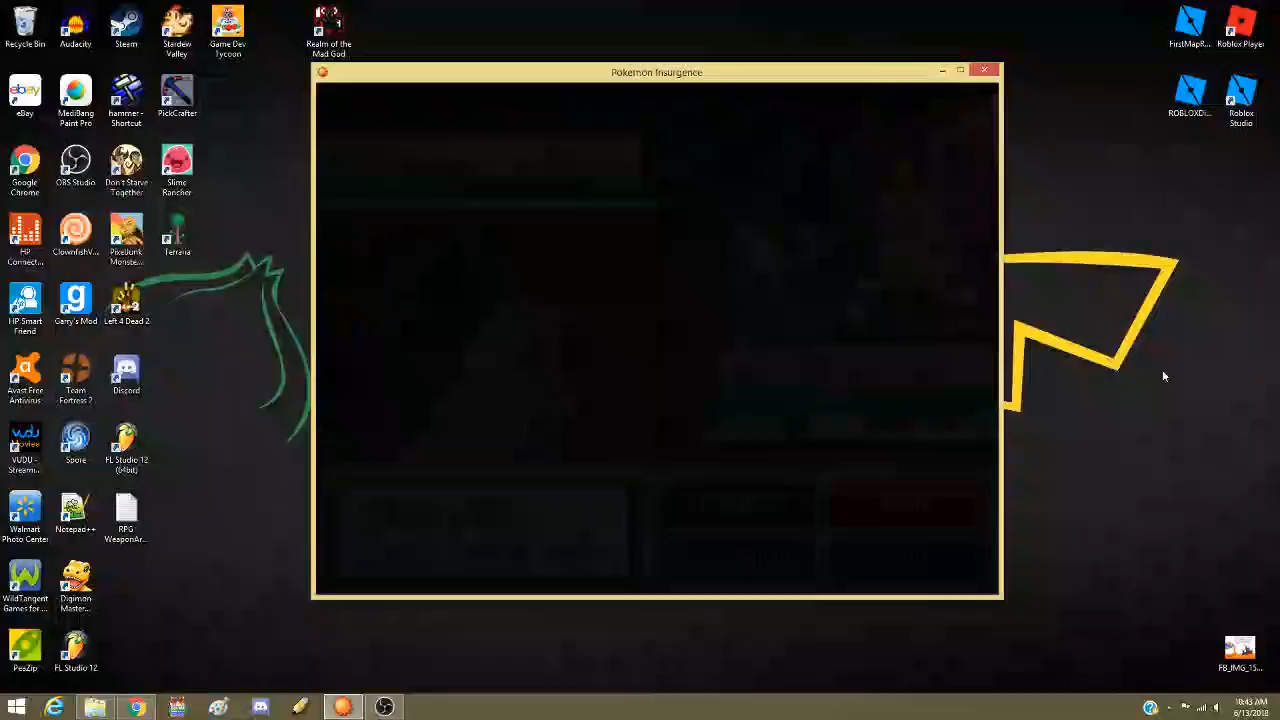 Recycle Bin
Audacity
Steam
Stardew
Valley
Game Dev
Tycoon
Realm of the
Mad God
FirstMapR...
Roblox Player
eBay
MediBang
Paint Pro
hammer -
Shortcut
PickCrafter
ROBLOXDi...
Roblox
Studio
Pokemon Insurgence
Google
Chrome
OBS Studio
Don't Starve
Together
Slime
Rancher
HP
Connect...
ClownfishV...
PixelJunk
Monste...
Terraria
HP Smart
Friend
Garry's Mod
Left 4 Dead 2
Avast Free
Antivirus
Team
Fortress 2
Discord
VUDU -
Stream...
Spore
FL Studio 12
(64bit)
Walmart
Photo Center
Notepad++
RPG
WeaponAr...
WildTangent
Games for ...
Digimon
Master...
PeaZip
FL Studio 12
FB_IMG_15...
10:43 AM
6/13/2018